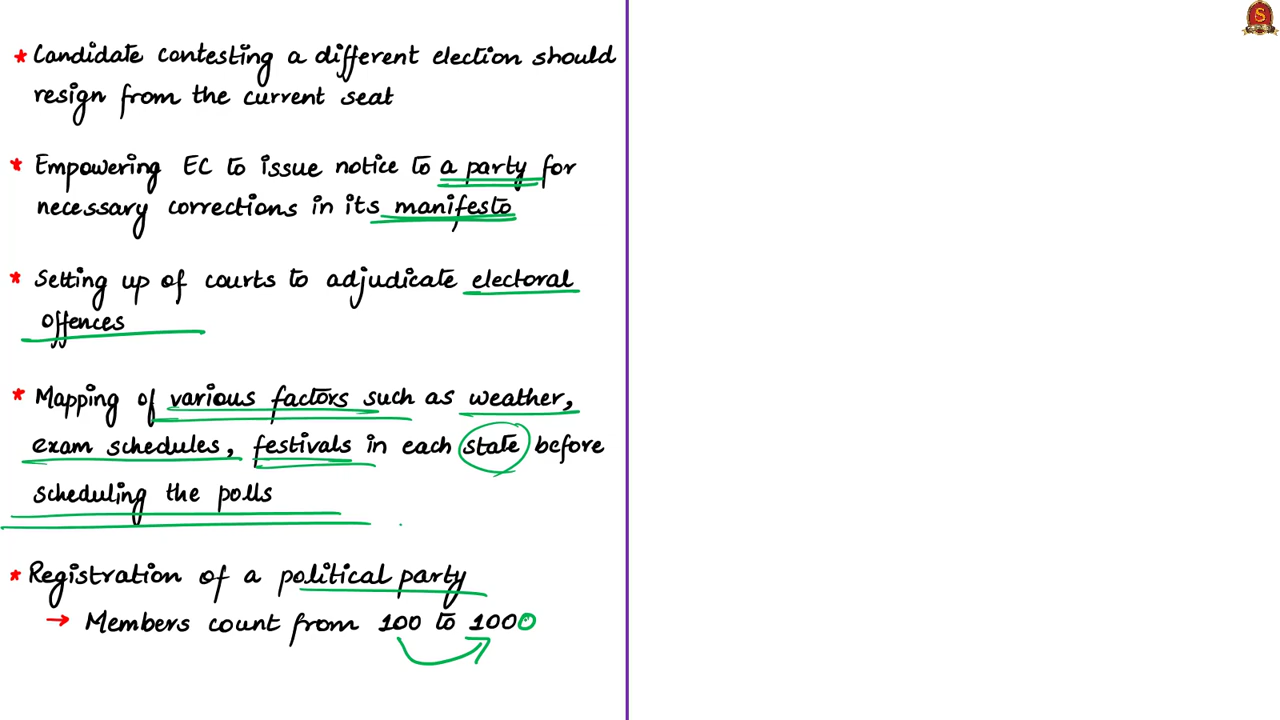 * Candidate contesting a different election should
resign from the current seat
* Empowering EC to issue notice to a party for
necessary corrections in its manifesto
* Setting up of courts to adjudicate electoral
offences
* Mapping of various factors such as weather,
exam schedules, festivals in each state before
scheduling the polls
* Registration of a political party
→ Members count from 100 to 1000
S